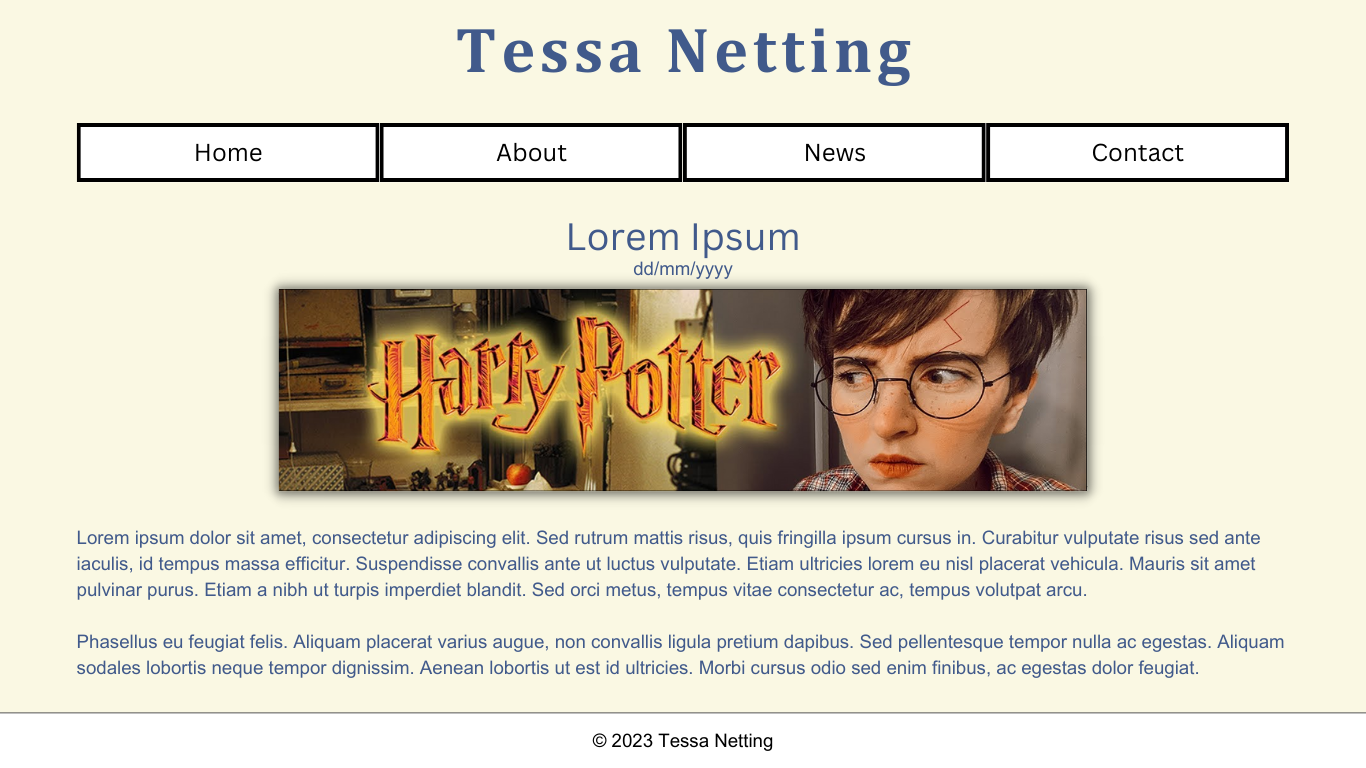 Tessa Netting
Home
About
News
Contact
Lorem Ipsum
dd/mm/yyyy
Harry Potter
Lorem ipsum dolor sit amet, consectetur adipiscing elit. Sed rutrum mattis risus, quis fringilla ipsum cursus in. Curabitur vulputate risus sed ante
iaculis, id tempus massa efficitur. Suspendisse convallis ante ut luctus vulputate. Etiam ultricies lorem eu nisl placerat vehicula. Mauris sit amet
pulvinar purus. Etiam a nibh ut turpis imperdiet blandit. Sed orci metus, tempus vitae consectetur ac, tempus volutpat arcu.
Phasellus eu feugiat felis. Aliquam placerat varius augue, non convallis ligula pretium dapibus. Sed pellentesque tempor nulla ac egestas. Aliquam
sodales lobortis neque tempor dignissim. Aenean lobortis ut est id ultricies. Morbi cursus odio sed enim finibus, ac egestas dolor feugiat.
© 2023 Tessa Netting